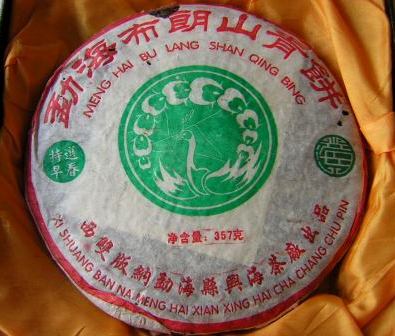 勐海布朗山青餅
MENG HAI BU LANG SHAN QING BING
特選
早春
净含量：357克
西雙版納勐海縣興海茶廠出品
XI SHUANG BAN NA MENG HAI XIAN XING HAI CHA CHANG CHU PIN